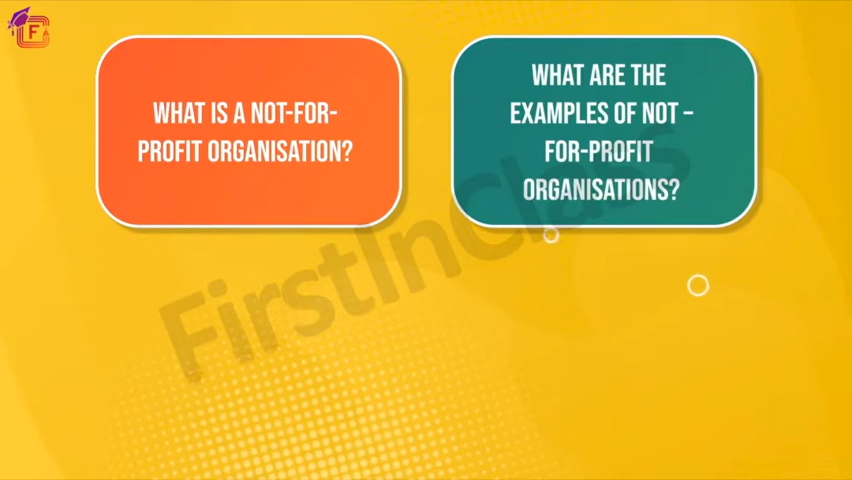 F
WHAT IS A NOT-FOR-
PROFIT ORGANISATION?
WHAT ARE THE
EXAMPLES OF NOT –
FOR-PROFIT
ORGANISATIONS?
FirstInClass